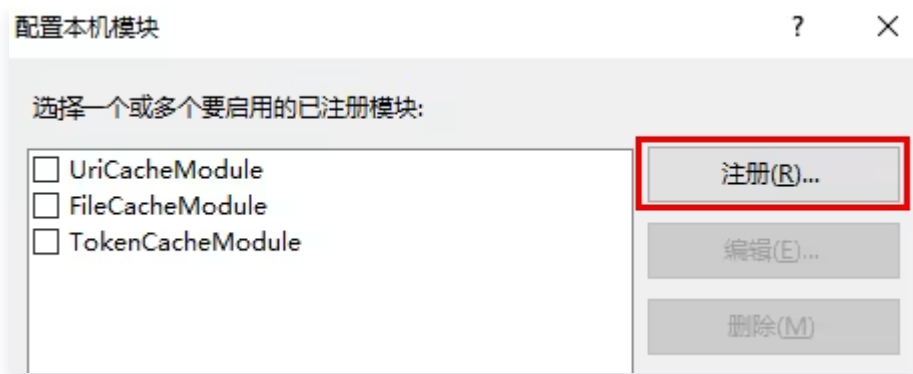 配置本机模块
?
选择一个或多个要启用的已注册模块:
UriCacheModule
FileCacheModule
TokenCacheModule
注册(R)...
编辑(E)...
删除(M)